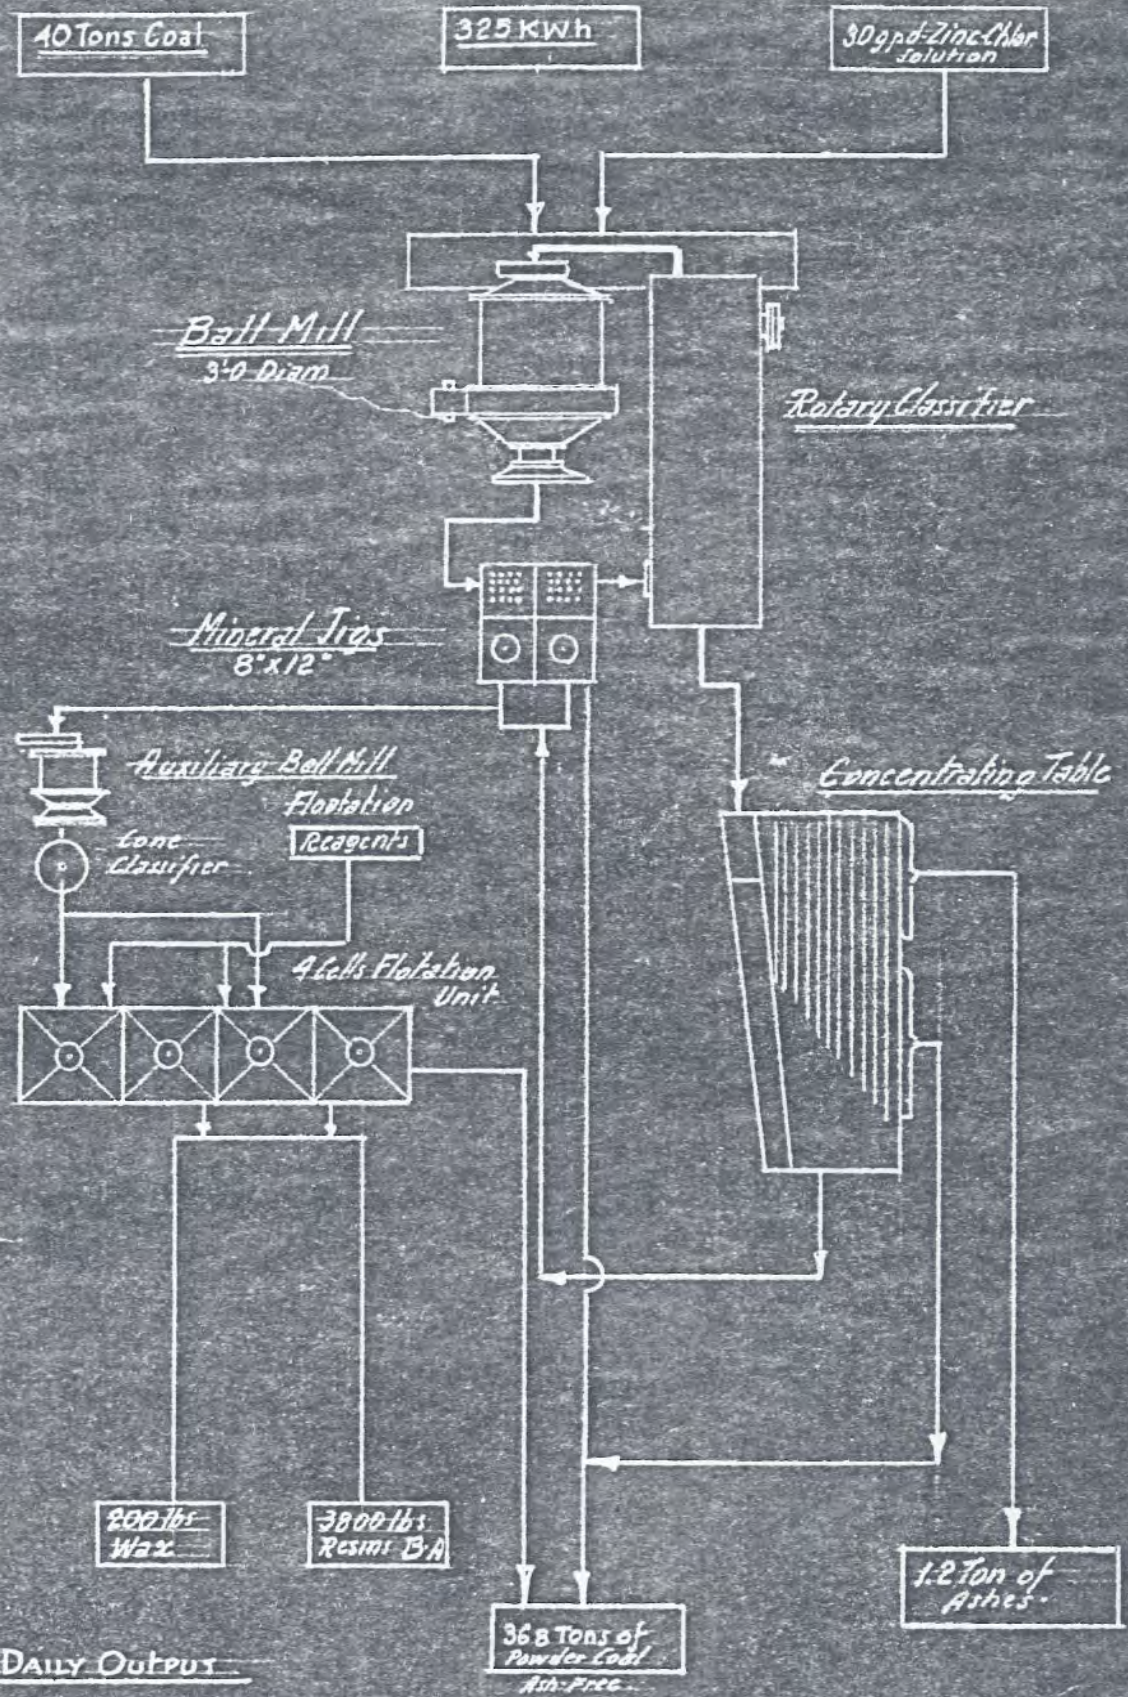 40 Tons Coal
325 KWh
30 gpd-Zinc-Chlor
solution
Ball Mill
3'-0 Diam
Rotary Classifier
Mineral Jigs
8" x 12"
Auxiliary Ball Mill
Concentrating Table
Flotation
Reagents
Cone
Classifier
4 Cells Flotation
Unit
200 lbs
Wax
3800 lbs
Resins B-A
1.2 Ton of
Ashes.
36.8 Tons of
Powder Coal
Ash-Free
DAILY OUTPUT